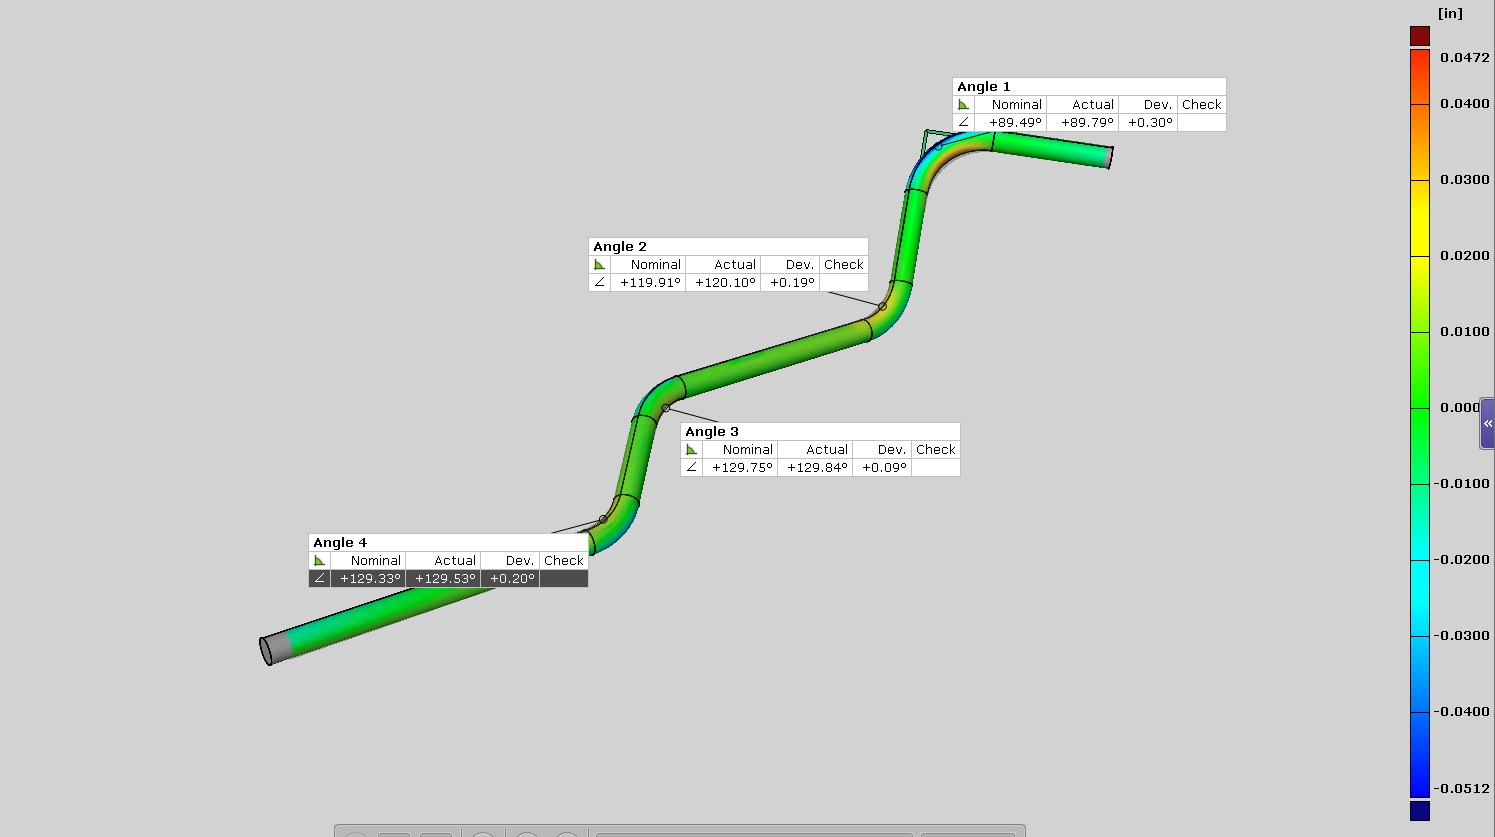 [in]
0.0472
0.0400
0.0300
0.0200
0.0100
0.000
-0.0100
-0.0200
-0.0300
-0.0400
-0.0512
«
Angle 1
Nominal Actual Dev. Check
∠ +89.49° +89.79° +0.30°
Angle 2
Nominal Actual Dev. Check
∠ +119.91° +120.10° +0.19°
Angle 3
Nominal Actual Dev. Check
∠ +129.75° +129.84° +0.09°
Angle 4
Nominal Actual Dev. Check
∠ +129.33° +129.53° +0.20°